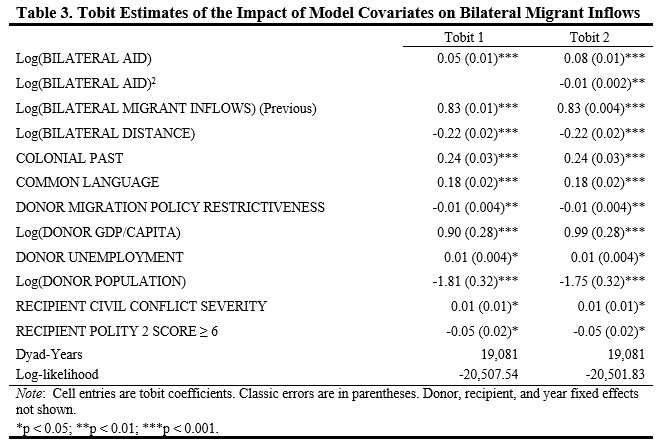 Table 3. Tobit Estimates of the Impact of Model Covariates on Bilateral Migrant Inflows
Tobit 1 Tobit 2
Log(BILATERAL AID) 0.05 (0.01)*** 0.08 (0.01)***
Log(BILATERAL AID)² -0.01 (0.002)**
Log(BILATERAL MIGRANT INFLOWS) (Previous) 0.83 (0.01)*** 0.83 (0.004)***
Log(BILATERAL DISTANCE) -0.22 (0.02)*** -0.22 (0.02)***
COLONIAL PAST 0.24 (0.03)*** 0.24 (0.03)***
COMMON LANGUAGE 0.18 (0.02)*** 0.18 (0.02)***
DONOR MIGRATION POLICY RESTRICTIVENESS -0.01 (0.004)** -0.01 (0.004)**
Log(DONOR GDP/CAPITA) 0.90 (0.28)*** 0.99 (0.28)***
DONOR UNEMPLOYMENT 0.01 (0.004)* 0.01 (0.004)*
Log(DONOR POPULATION) -1.81 (0.32)*** -1.75 (0.32)***
RECIPIENT CIVIL CONFLICT SEVERITY 0.01 (0.01)* 0.01 (0.01)*
RECIPIENT POLITY 2 SCORE ≥ 6 -0.05 (0.02)* -0.05 (0.02)*
Dyad-Years 19,081 19,081
Log-likelihood -20,507.54 -20,501.83
Note: Cell entries are tobit coefficients. Classic errors are in parentheses. Donor, recipient, and year fixed effects
not shown.
*p < 0.05; **p < 0.01; ***p < 0.001.